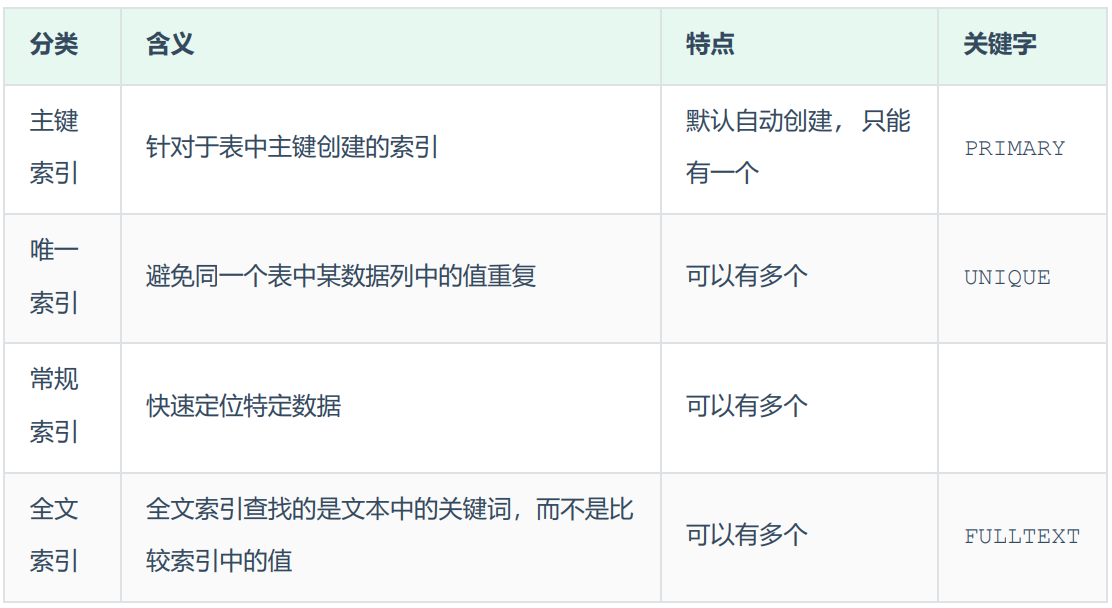 分类 含义 特点 关键字
主键
索引
针对于表中主键创建的索引
默认自动创建， 只能
有一个
PRIMARY
唯一
索引
避免同一个表中某数据列中的值重复
可以有多个
UNIQUE
常规
索引
快速定位特定数据
可以有多个
全文
索引
全文索引查找的是文本中的关键词，而不是比
较索引中的值
可以有多个
FULLTEXT